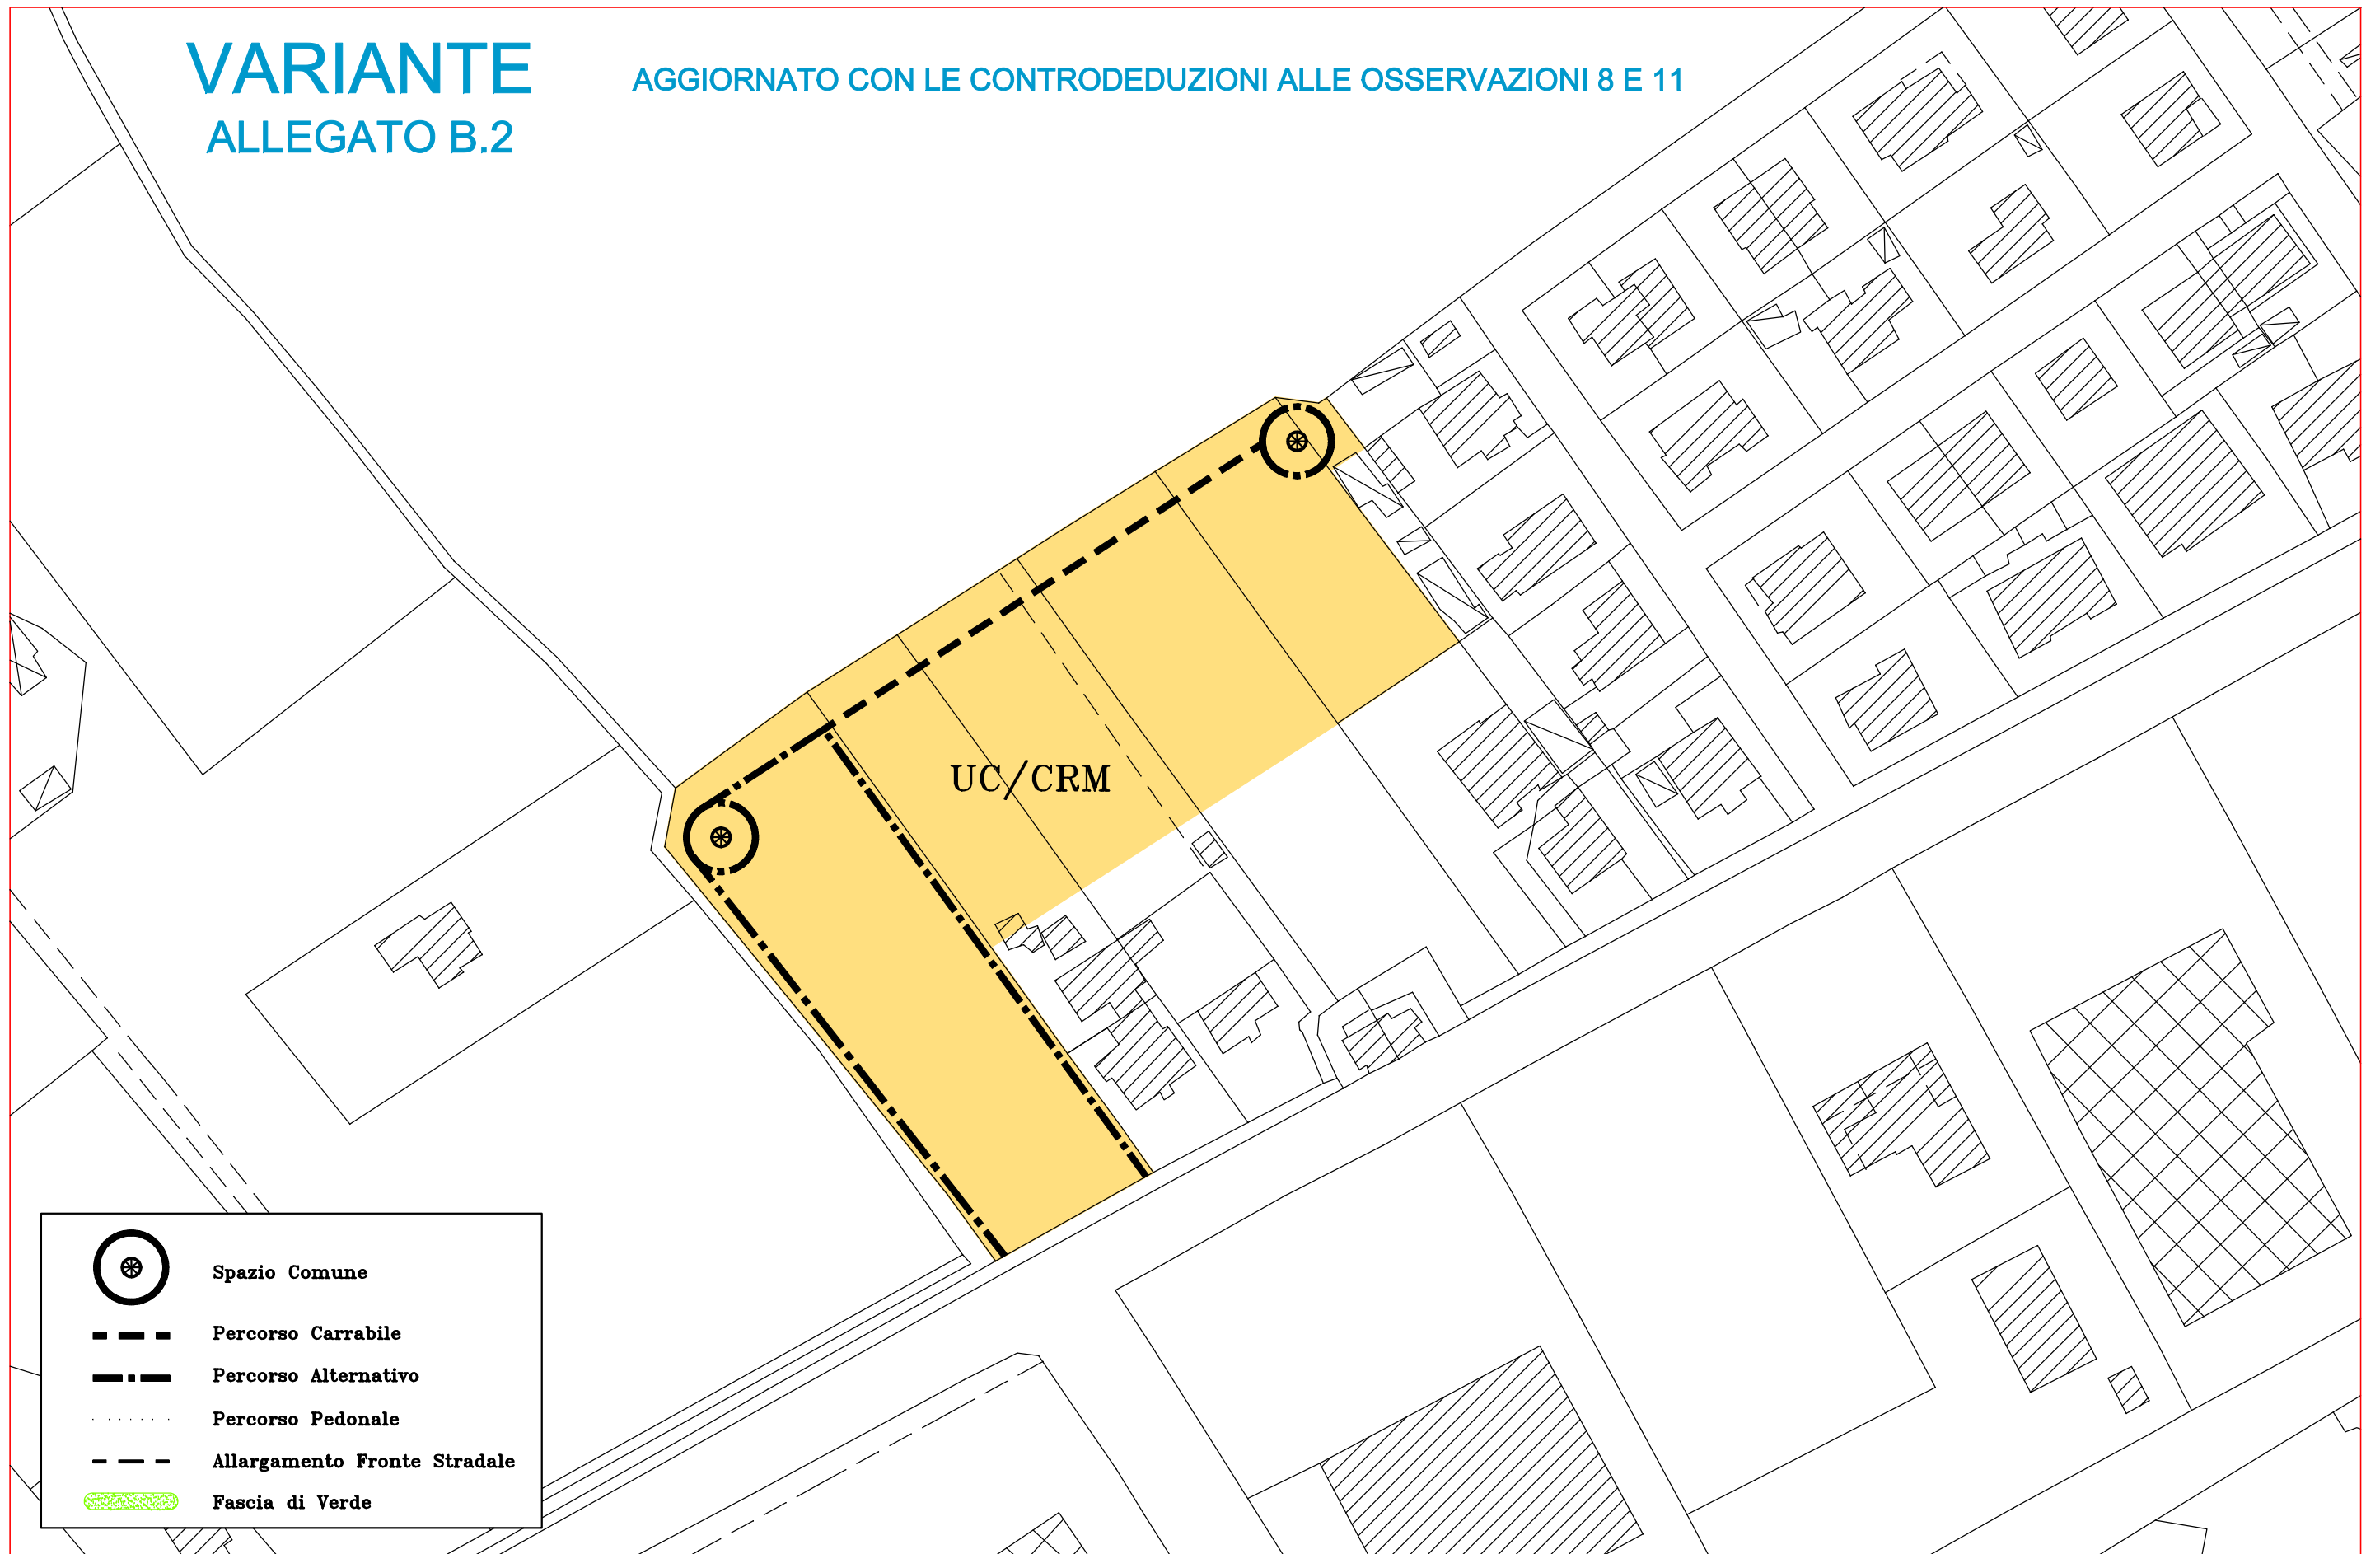 VARIANTE
ALLEGATO B.2
AGGIORNATO CON LE CONTRODEDUZIONI ALLE OSSERVAZIONI 8 E 11
UC/CRM
Spazio Comune
Percorso Carrabile
Percorso Alternativo
Percorso Pedonale
Allargamento Fronte Stradale
Fascia di Verde